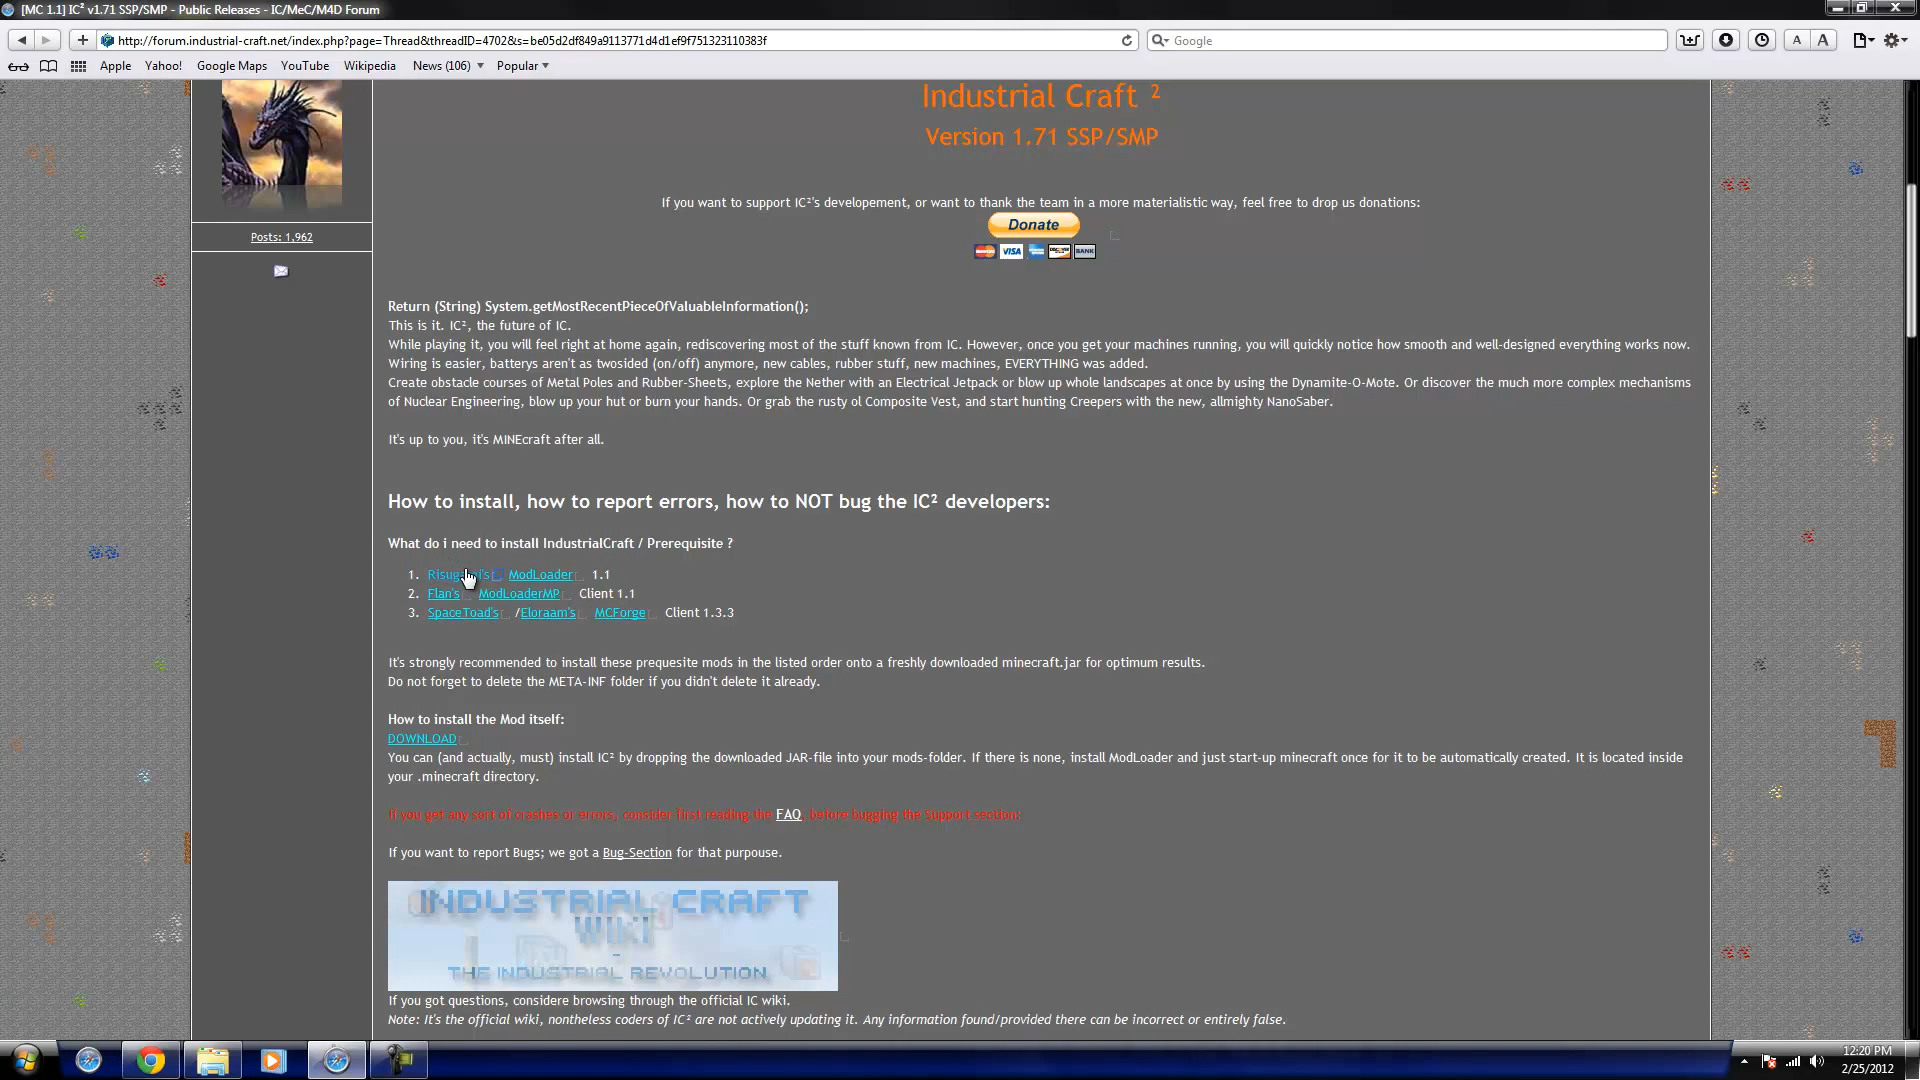 [MC 1.1] IC² v1.71 SSP/SMP - Public Releases - IC/MeC/M4D Forum
http://forum.industrial-craft.net/index.php?page=Thread&threadID=4702&s=be05d2df849a9113771d4d1ef9f751323110383f
Google
A A
Apple Yahoo! Google Maps YouTube Wikipedia News (106) Popular
Industrial Craft ²
Version 1.71 SSP/SMP
If you want to support IC²'s developement, or want to thank the team in a more materialistic way, feel free to drop us donations:
Donate
VISA BANK
Posts: 1,962
Return (String) System.getMostRecentPieceOfValuableInformation();
This is it. IC², the future of IC.
While playing it, you will feel right at home again, rediscovering most of the stuff known from IC. However, once you get your machines running, you will quickly notice how smooth and well-designed everything works now.
Wiring is easier, batterys aren't as twosided (on/off) anymore, new cables, rubber stuff, new machines, EVERYTHING was added.
Create obstacle courses of Metal Poles and Rubber-Sheets, explore the Nether with an Electrical Jetpack or blow up whole landscapes at once by using the Dynamite-O-Mote. Or discover the much more complex mechanisms
of Nuclear Engineering, blow up your hut or burn your hands. Or grab the rusty ol Composite Vest, and start hunting Creepers with the new, allmighty NanoSaber.
It's up to you, it's MINEcraft after all.
How to install, how to report errors, how to NOT bug the IC² developers:
What do i need to install IndustrialCraft / Prerequisite ?
1. Risugami's ModLoader 1.1
2. Flan's ModLoaderMP Client 1.1
3. SpaceToad's /Eloraam's MCForge Client 1.3.3
It's strongly recommended to install these prequesite mods in the listed order onto a freshly downloaded minecraft.jar for optimum results.
Do not forget to delete the META-INF folder if you didn't delete it already.
How to install the Mod itself:
DOWNLOAD
You can (and actually, must) install IC² by dropping the downloaded JAR-file into your mods-folder. If there is none, install ModLoader and just start-up minecraft once for it to be automatically created. It is located inside
your .minecraft directory.
If you get any sort of crashes or errors, consider first reading the FAQ, before bugging the Support section:
If you want to report Bugs; we got a Bug-Section for that purpouse.
INDUSTRIAL CRAFT
WIKI
-
THE INDUSTRIAL REVOLUTION
If you got questions, considere browsing through the official IC wiki.
Note: It's the official wiki, nontheless coders of IC² are not actively updating it. Any information found/provided there can be incorrect or entirely false.
12:20 PM
2/25/2012